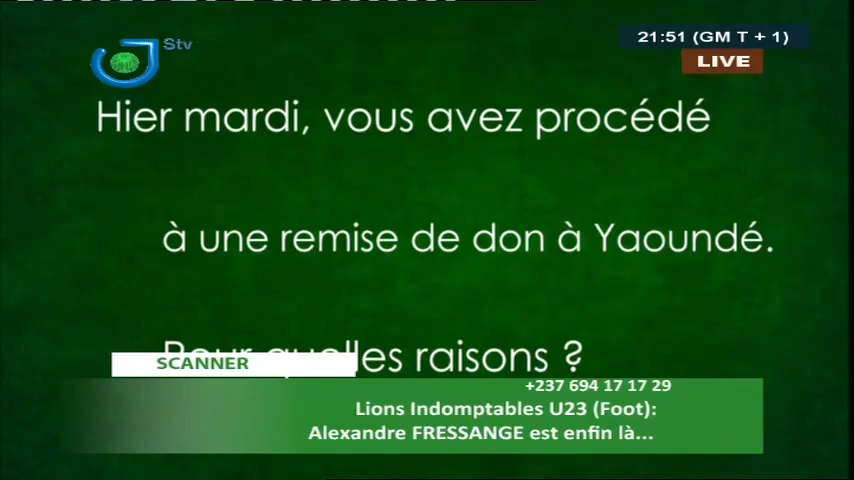 Stv
21:51 (GM T + 1)
LIVE
Hier mardi, vous avez procédé
à une remise de don à Yaoundé.
Pour quelles raisons ?
SCANNER
+237 694 17 17 29
Lions Indomptables U23 (Foot):
Alexandre FRESSANGE est enfin là...